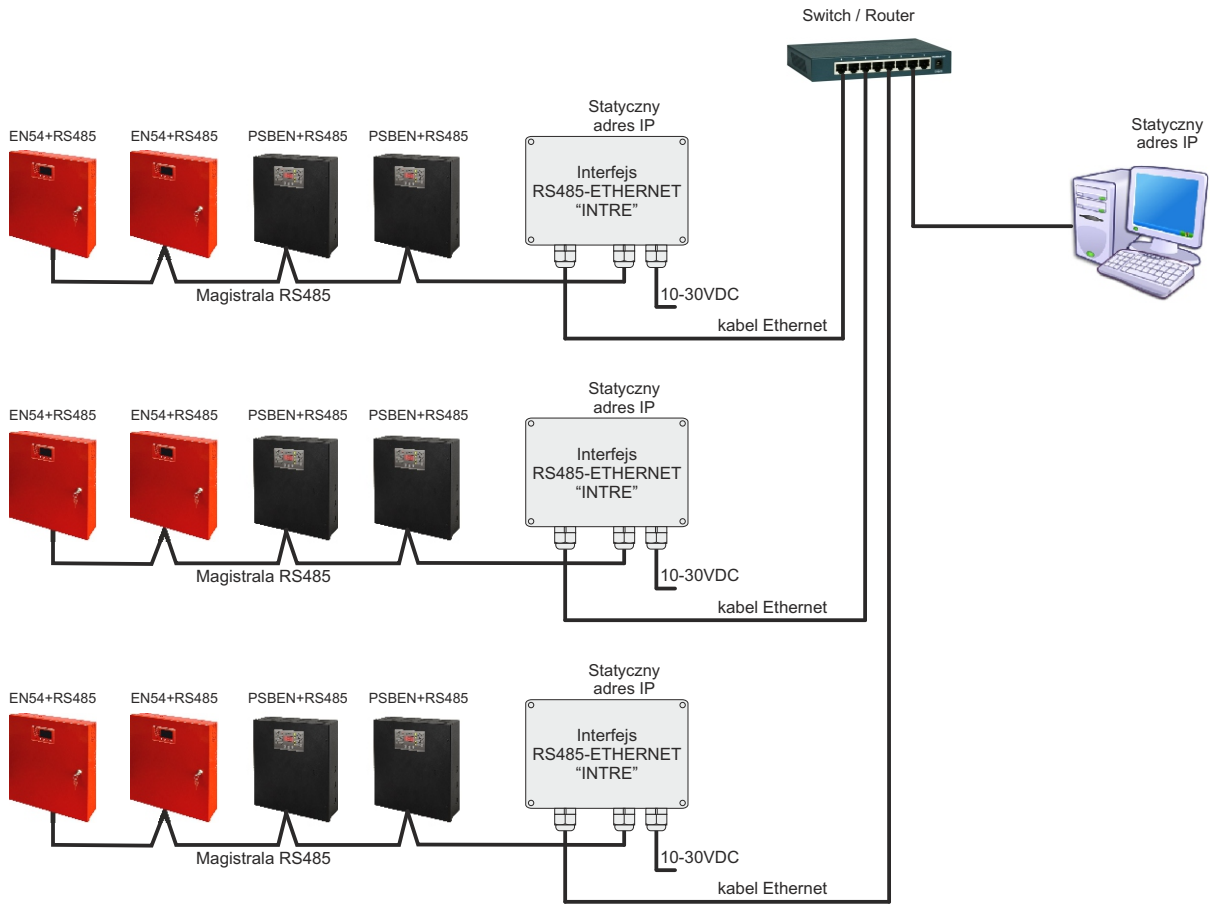 Switch / Router
Statyczny
adres IP
Statyczny
adres IP
EN54+RS485
EN54+RS485
PSBEN+RS485
PSBEN+RS485
Interfejs
RS485-ETHERNET
“INTRE”
Magistrala RS485
10-30VDC
kabel Ethernet
Statyczny
adres IP
EN54+RS485
EN54+RS485
PSBEN+RS485
PSBEN+RS485
Interfejs
RS485-ETHERNET
“INTRE”
Magistrala RS485
10-30VDC
kabel Ethernet
Statyczny
adres IP
EN54+RS485
EN54+RS485
PSBEN+RS485
PSBEN+RS485
Interfejs
RS485-ETHERNET
“INTRE”
Magistrala RS485
10-30VDC
kabel Ethernet